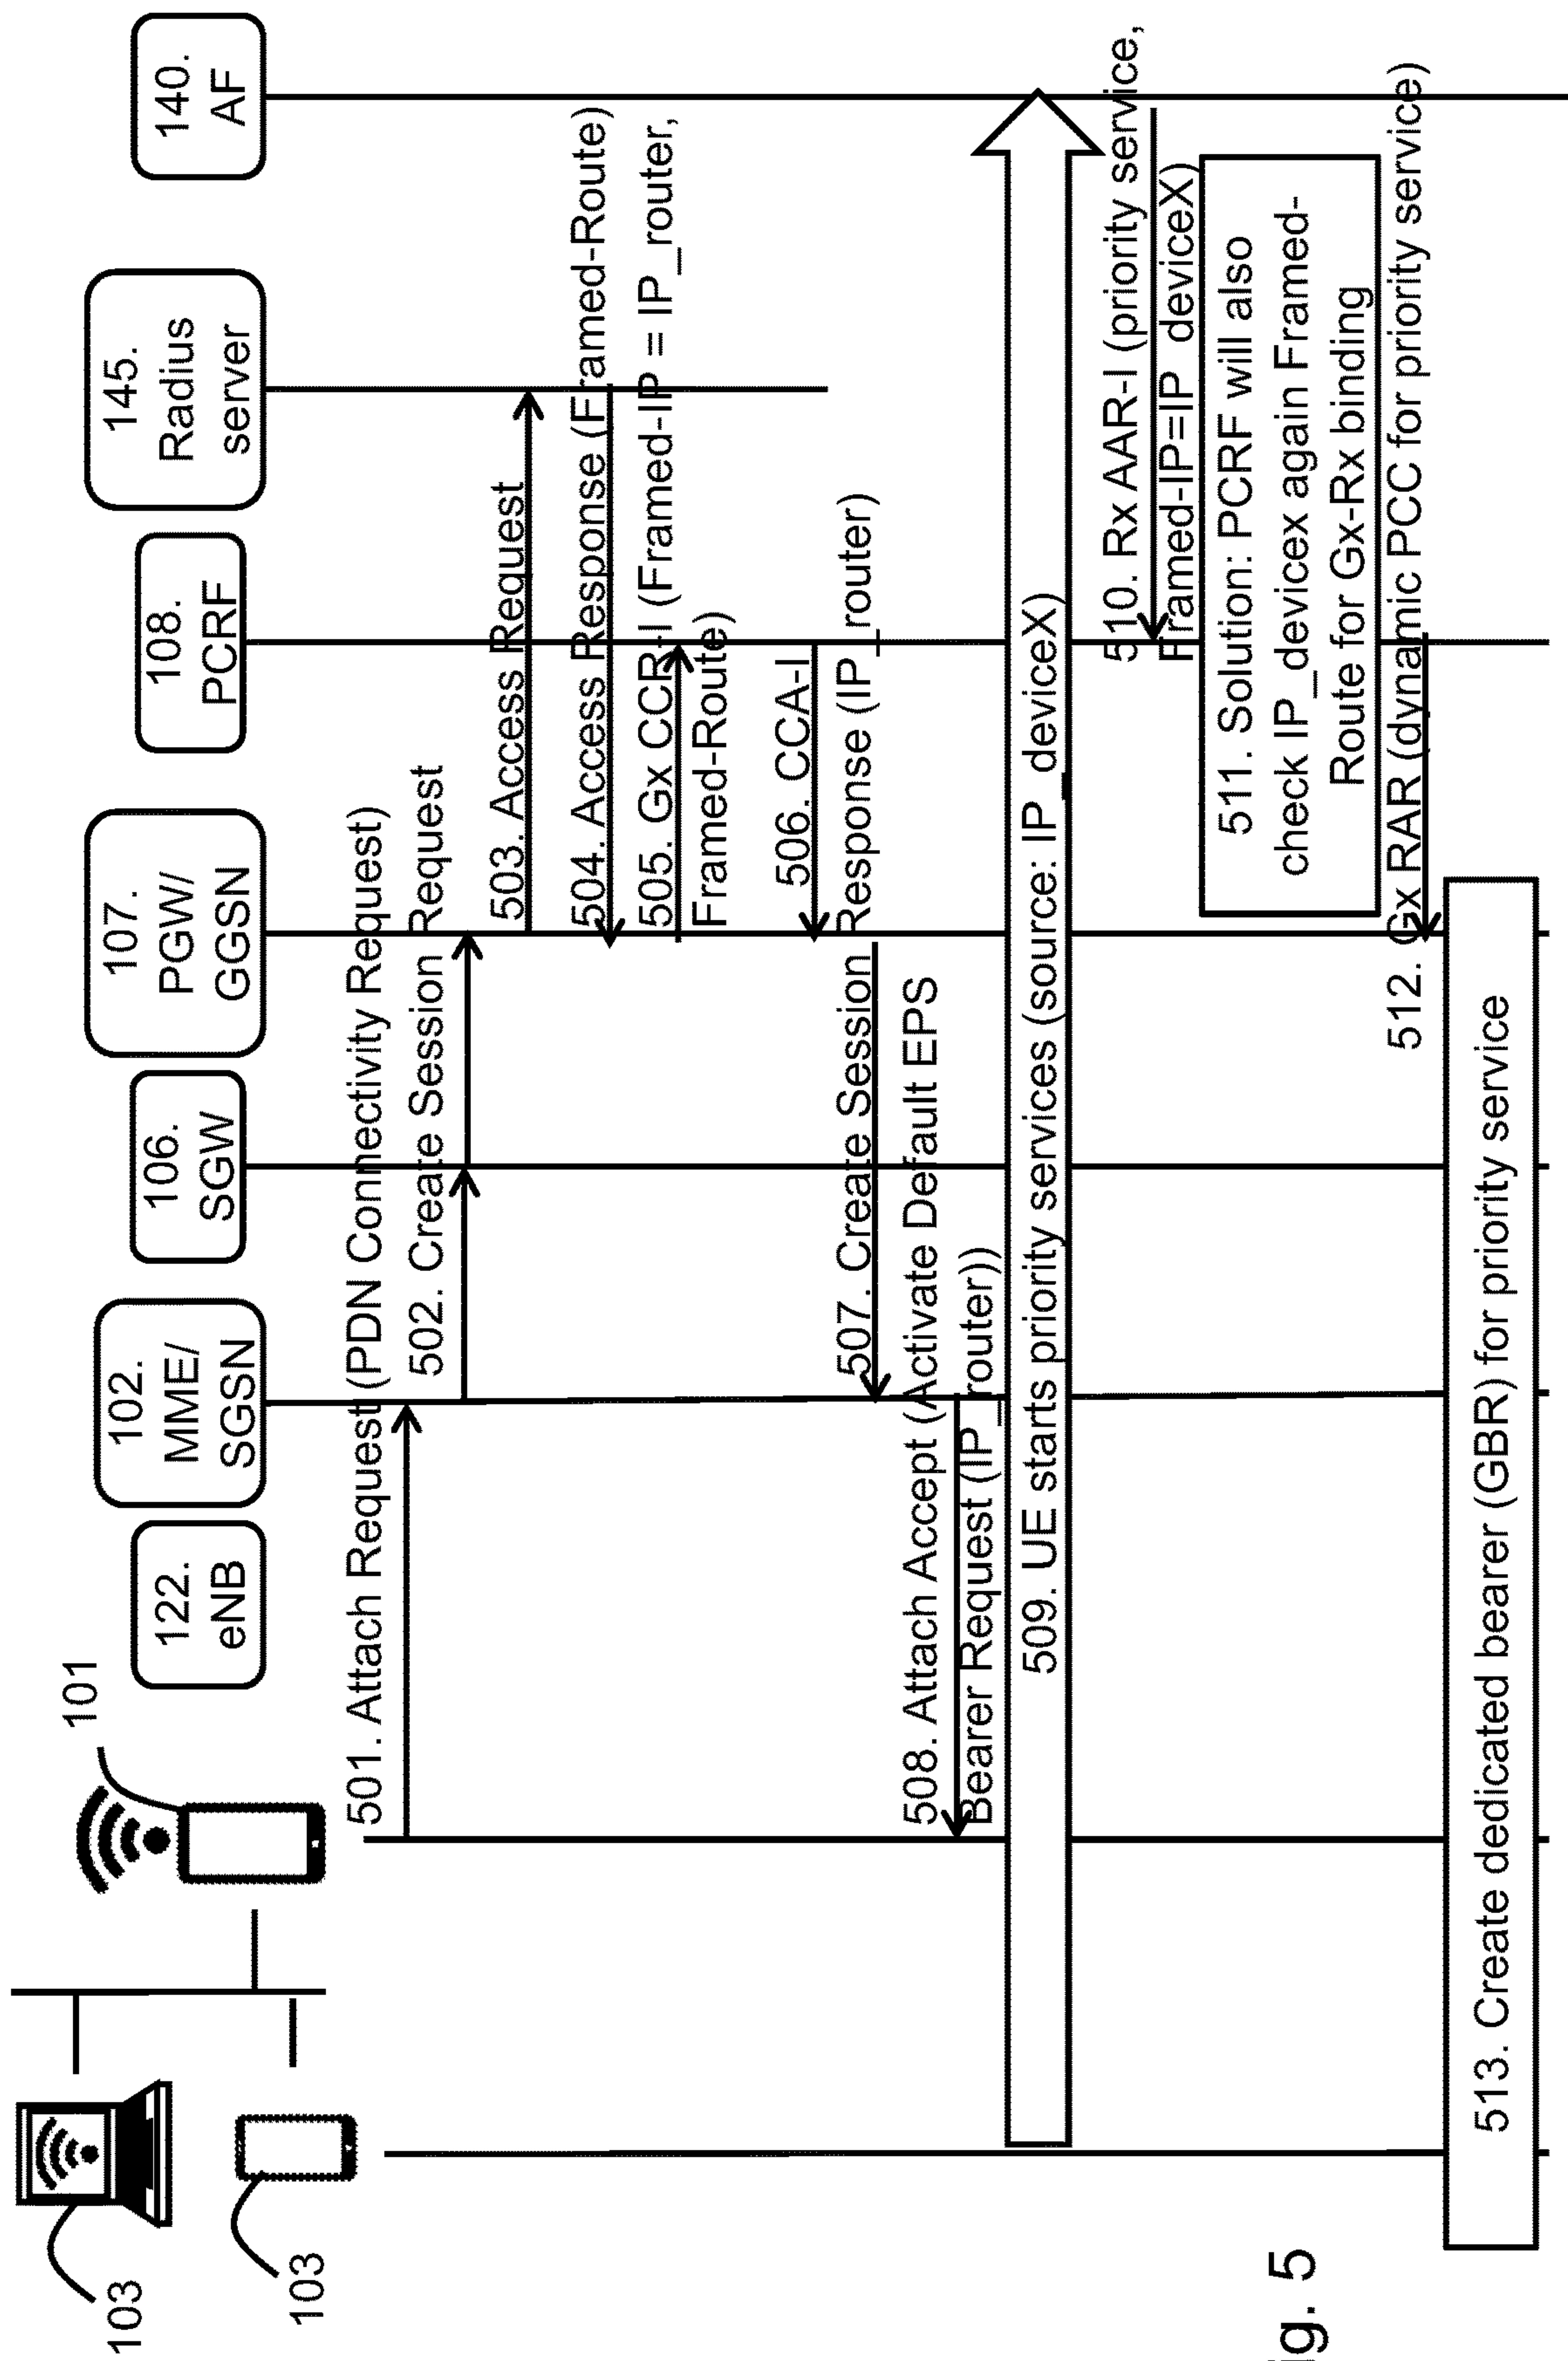 103
103
101
122.
eNB
102.
MME/
SGSN
106.
SGW
107.
PGW/
GGSN
108.
PCRF
145.
Radius
server
140.
AF
501. Attach Request (PDN Connectivity Request)
502. Create Session Request
503. Access Request
504. Access Response (Framed-Route)
505. Gx CCR-I (Framed-IP = IP_router,
Framed-Route)
506. CCA-I
507. Create Session Response (IP_router)
508. Attach Accept (Activate Default EPS
Bearer Request (IP_router))
509. UE starts priority services (source: IP_deviceX)
510. Rx AAR-I (priority service,
Framed-IP=IP_deviceX)
511. Solution: PCRF will also
check IP_devicex again Framed-
Route for Gx-Rx binding
512. Gx RAR (dynamic PCC for priority service)
513. Create dedicated bearer (GBR) for priority service
ig. 5